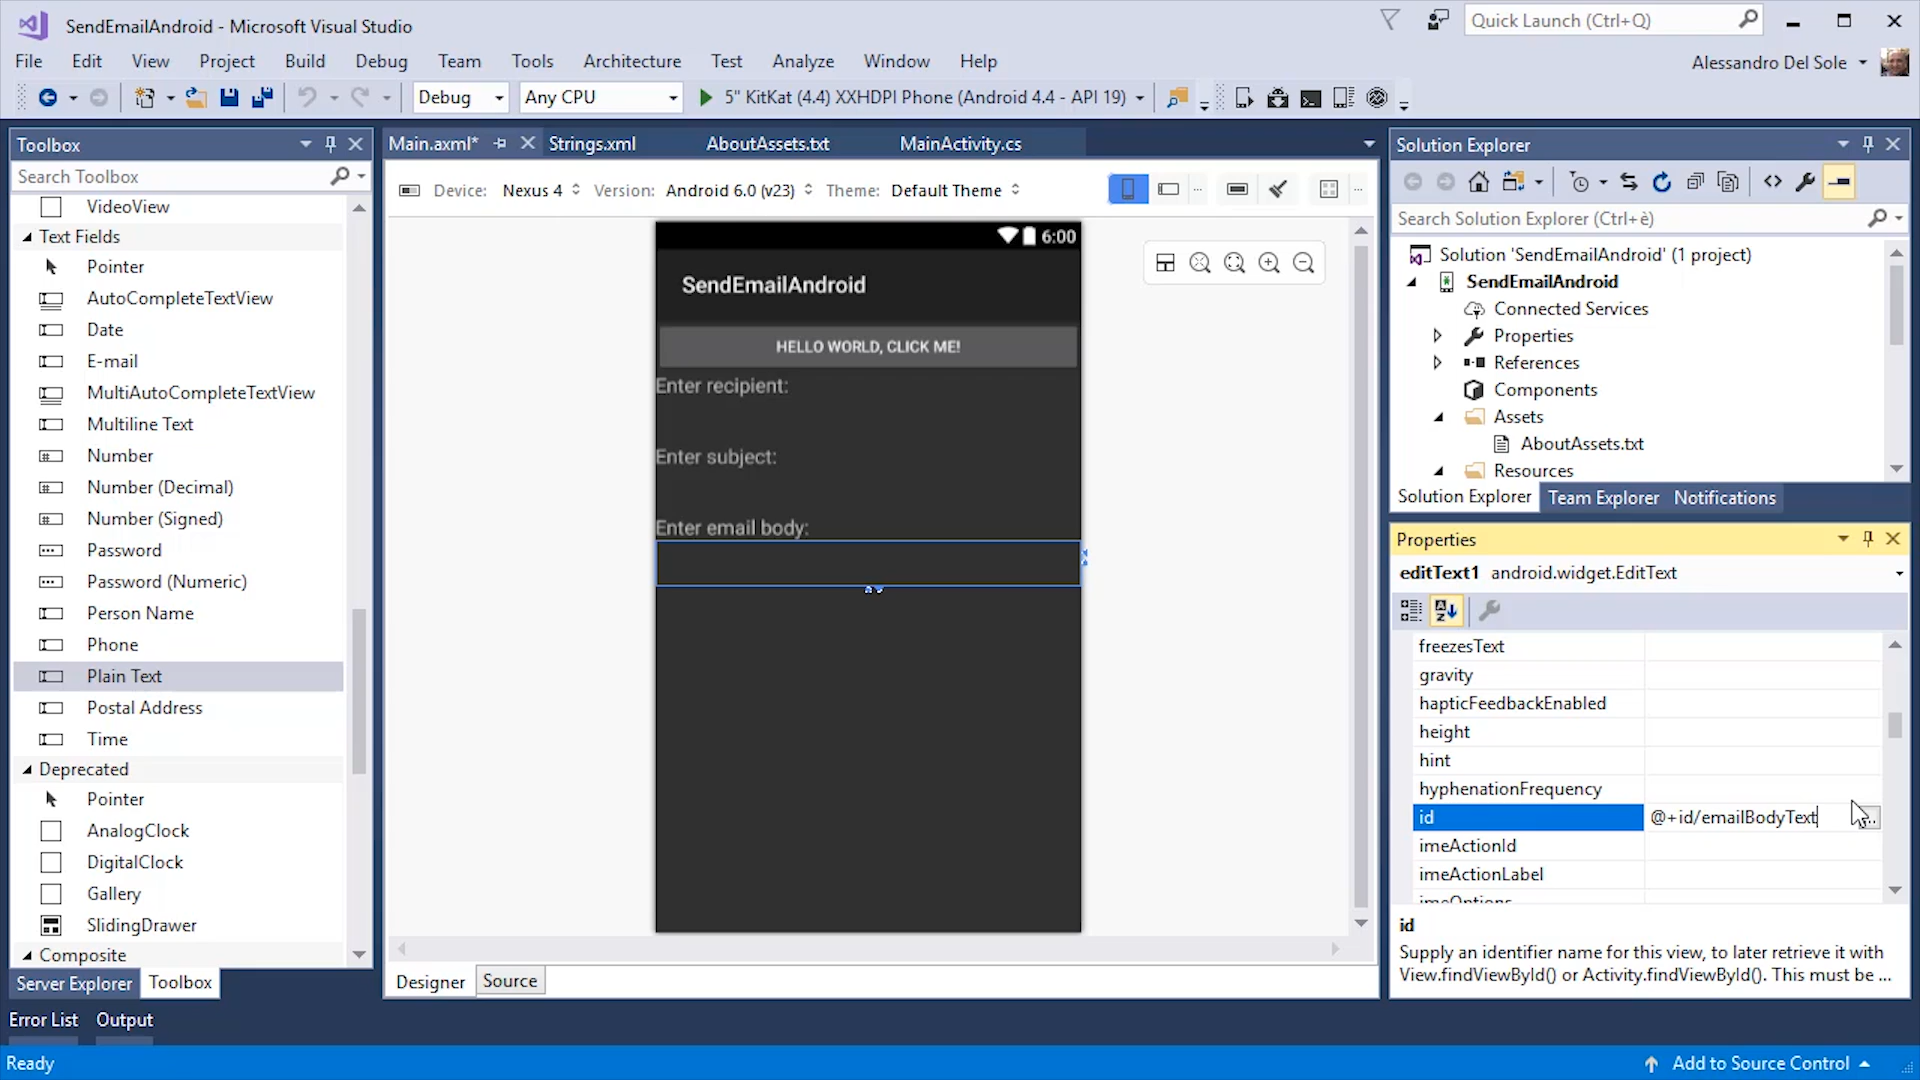 SendEmailAndroid - Microsoft Visual Studio
Quick Launch (Ctrl+Q)
File Edit View Project Build Debug Team Tools Architecture Test Analyze Window Help
Alessandro Del Sole
Debug Any CPU 5" KitKat (4.4) XXHDPI Phone (Android 4.4 - API 19)
Toolbox
Search Toolbox
VideoView
Text Fields
Pointer
AutoCompleteTextView
Date
E-mail
MultiAutoCompleteTextView
Multiline Text
Number
Number (Decimal)
Number (Signed)
Password
Password (Numeric)
Person Name
Phone
Plain Text
Postal Address
Time
Deprecated
Pointer
AnalogClock
DigitalClock
Gallery
SlidingDrawer
Composite
Server Explorer Toolbox
Main.axml* Strings.xml AboutAssets.txt MainActivity.cs
Device: Nexus 4 Version: Android 6.0 (v23) Theme: Default Theme
6:00
SendEmailAndroid
HELLO WORLD, CLICK ME!
Enter recipient:
Enter subject:
Enter email body:
Designer Source
Solution Explorer
Search Solution Explorer (Ctrl+è)
Solution 'SendEmailAndroid' (1 project)
SendEmailAndroid
Connected Services
Properties
References
Components
Assets
AboutAssets.txt
Resources
Solution Explorer Team Explorer Notifications
Properties
editText1 android.widget.EditText
freezesText
gravity
hapticFeedbackEnabled
height
hint
hyphenationFrequency
id @+id/emailBodyText
imeActionId
imeActionLabel
imeOptions
id
Supply an identifier name for this view, to later retrieve it with
View.findViewById() or Activity.findViewById(). This must be ...
Error List Output
Ready
Add to Source Control